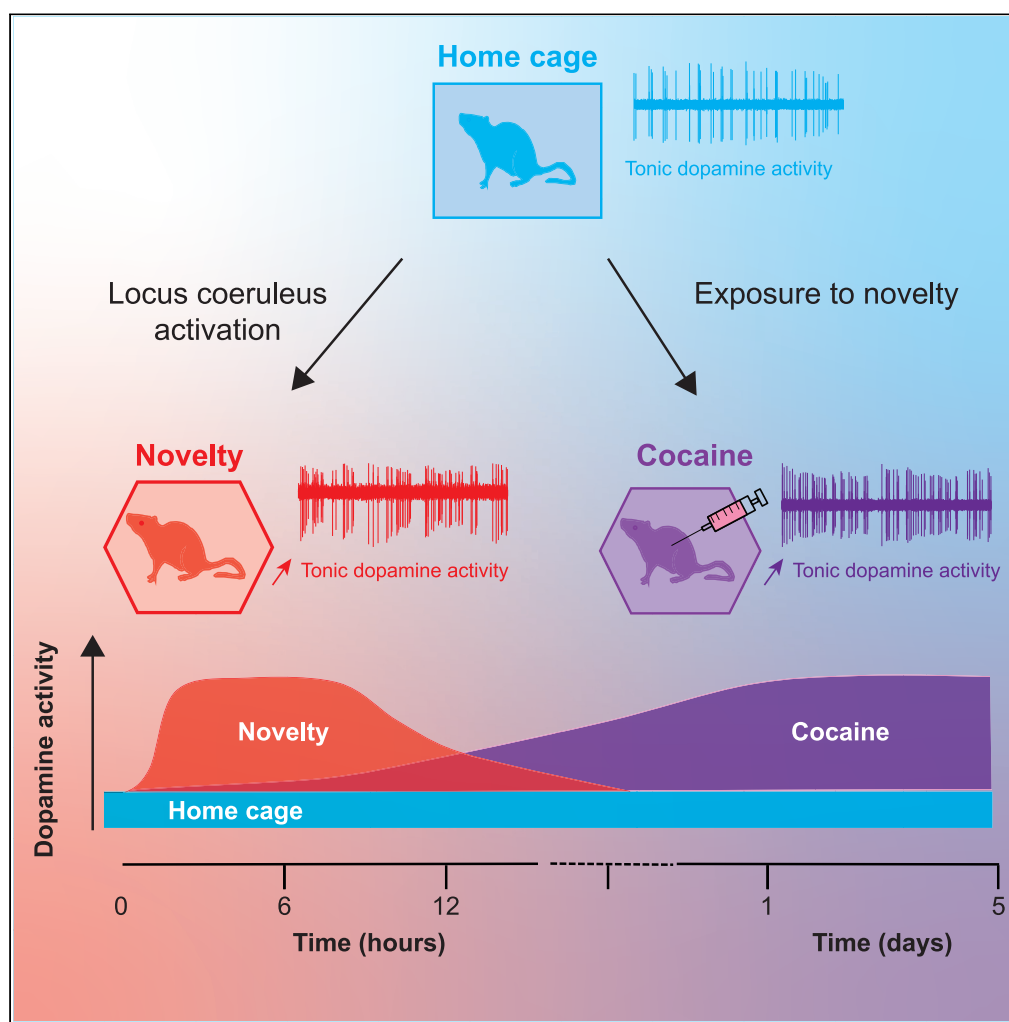 Home cage
Tonic dopamine activity
Locus coeruleus
activation
Exposure to novelty
Novelty
Tonic dopamine activity
Cocaine
Tonic dopamine activity
Dopamine activity
Novelty
Cocaine
Home cage
0
6
12
1
5
Time (hours)
Time (days)